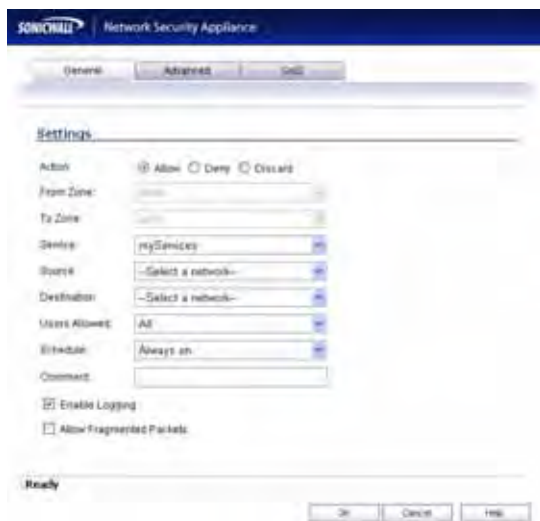 SONICWALL | Network Security Appliance
General Advanced QoS
Settings
Action: Allow Deny Discard
From Zone:
To Zone
Service: myServices
Source --Select a network--
Destination: --Select a network--
Users Allowed: All
Schedule: Always on
Comment:
Enable Logging
Allow Fragmented Packets
Ready
OK Cancel Help